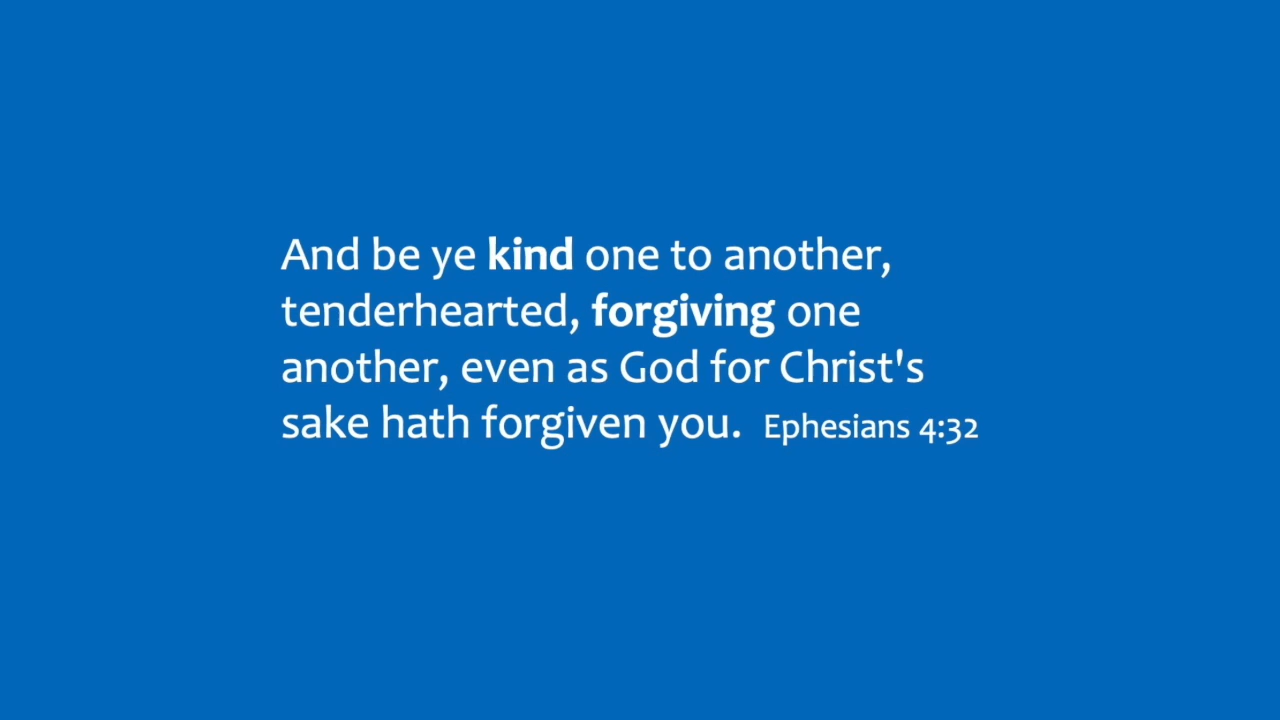 And be ye kind one to another,
tenderhearted, forgiving one
another, even as God for Christ's
sake hath forgiven you. Ephesians 4:32